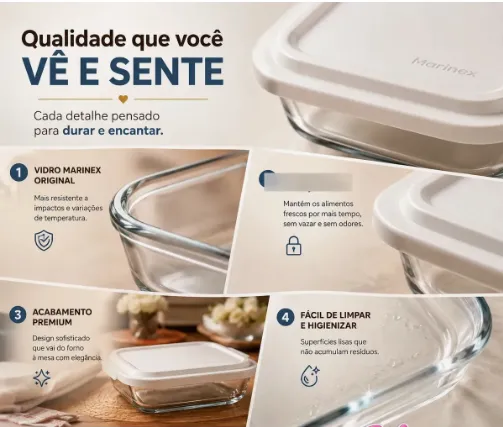 Qualidade que você
VÊ E SENTE
Cada detalhe pensado
para durar e encantar.
Marinex
1
VIDRO MARINEX
ORIGINAL
Mais resistente a
impactos e variações
de temperatura.
Mantém os alimentos
frescos por mais tempo,
sem vazar e sem odores.
3
ACABAMENTO
PREMIUM
Design sofisticado
que vai do forno
à mesa com elegância.
4
FÁCIL DE LIMPAR
E HIGIENIZAR
Superfícies lisas que
não acumulam resíduos.